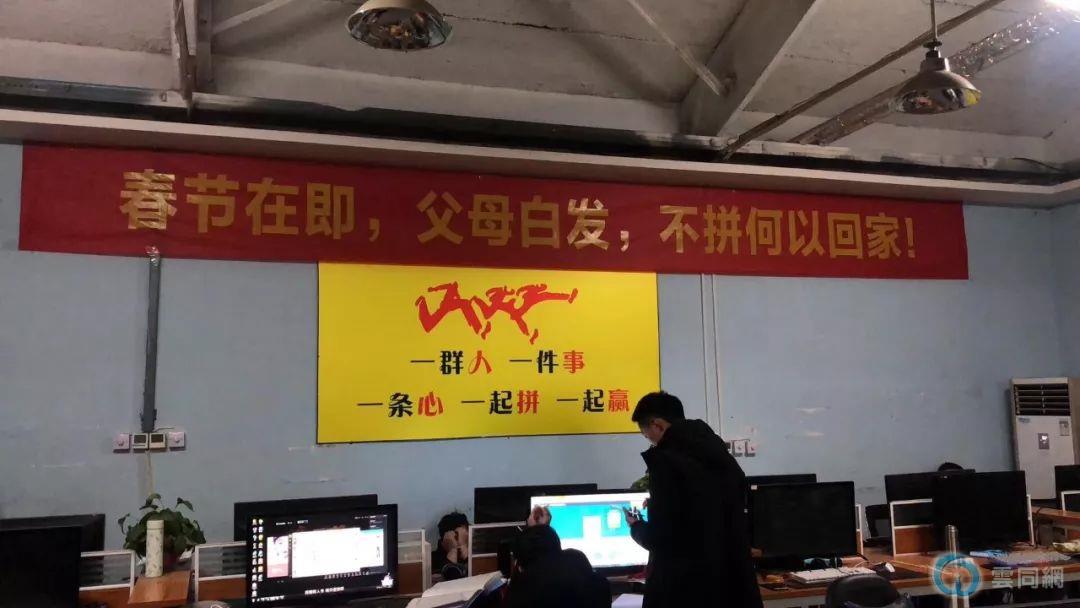 春节在即，父母白发，不拼何以回家！
一群人 一件事
一条心 一起拼 一起赢
雲同網